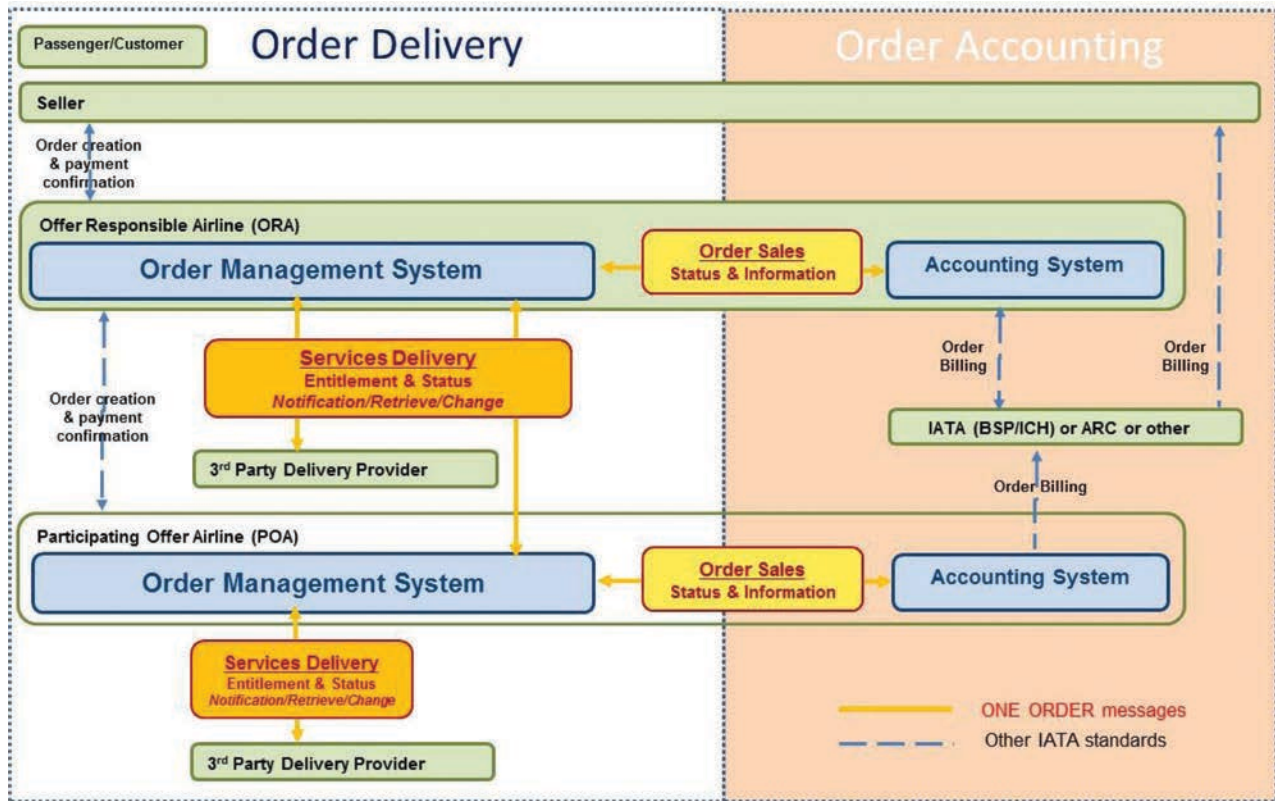 Passenger/Customer
Order Delivery
Order Accounting
Seller
Order creation
& payment
confirmation
Offer Responsible Airline (ORA)
Order Management System
Order Sales
Status & Information
Accounting System
Services Delivery
Entitlement & Status
Notification/Retrieve/Change
Order
Billing
Order
Billing
Order creation
& payment
confirmation
IATA (BSP/ICH) or ARC or other
3rd Party Delivery Provider
Order Billing
Participating Offer Airline (POA)
Order Management System
Order Sales
Status & Information
Accounting System
Services Delivery
Entitlement & Status
Notification/Retrieve/Change
ONE ORDER messages
Other IATA standards
3rd Party Delivery Provider